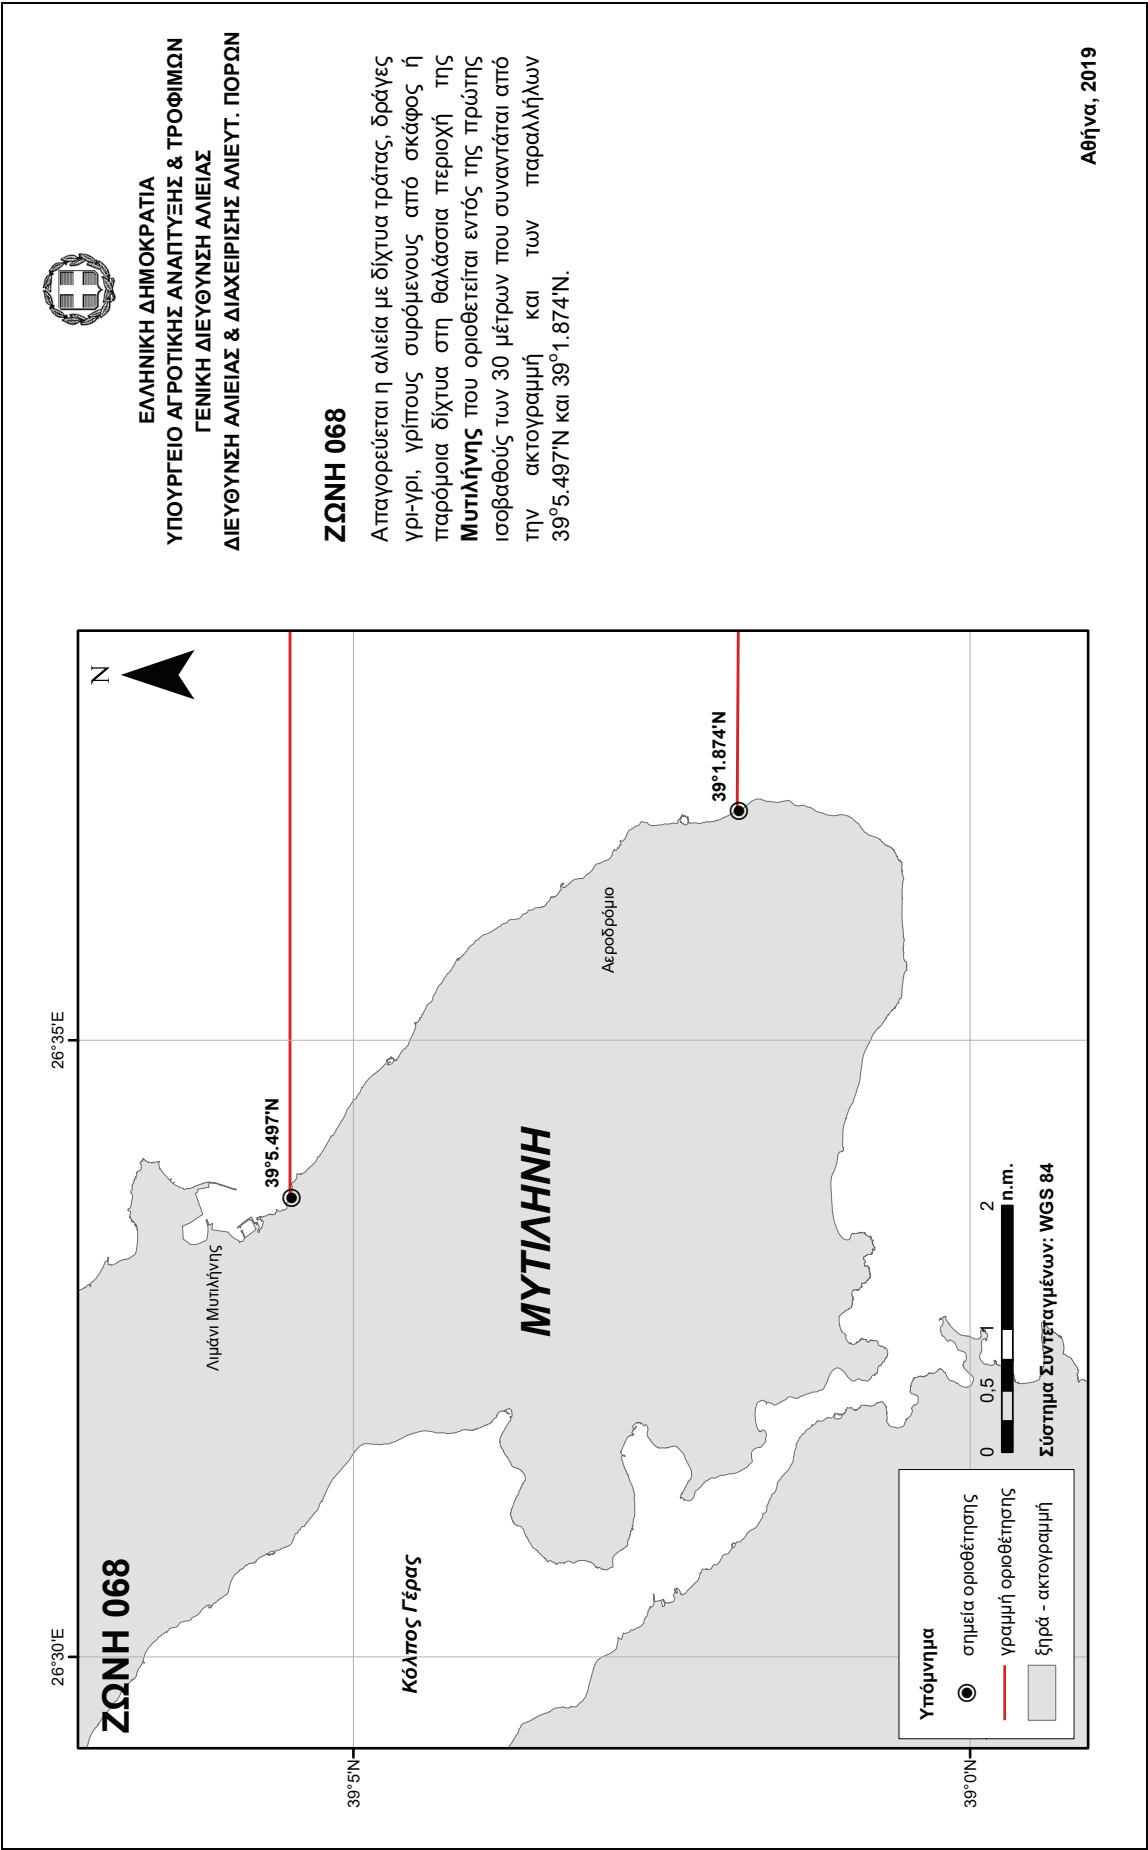 ΖΩΝΗ 068
26°30'E
26°35'E
39°5'N
39°0'N
N
39°5.497'N
39°1.874'N
Λιμάνι Μυτιλήνης
Αεροδρόμιο
ΜΥΤΙΛΗΝΗ
Κόλπος Γέρας
Υπόμνημα
σημεία οριοθέτησης
γραμμή οριοθέτησης
ξηρά - ακτογραμμή
0 0,5 1 2
n.m.
Σύστημα Συντεταγμένων: WGS 84
ΕΛΛΗΝΙΚΗ ΔΗΜΟΚΡΑΤΙΑ
ΥΠΟΥΡΓΕΙΟ ΑΓΡΟΤΙΚΗΣ ΑΝΑΠΤΥΞΗΣ & ΤΡΟΦΙΜΩΝ
ΓΕΝΙΚΗ ΔΙΕΥΘΥΝΣΗ ΑΛΙΕΙΑΣ
ΔΙΕΥΘΥΝΣΗ ΑΛΙΕΙΑΣ & ΔΙΑΧΕΙΡΙΣΗΣ ΑΛΙΕΥΤ. ΠΟΡΩΝ
ΖΩΝΗ 068
Απαγορεύεται η αλιεία με δίχτυα τράτας, δράγες
γρι-γρι, γρίπους συρόμενους από σκάφος ή
παρόμοια δίχτυα στη θαλάσσια περιοχή της
Μυτιλήνης που οριοθετείται εντός της πρώτης
ισοβαθούς των 30 μέτρων που συναντάται από
την ακτογραμμή και των παραλλήλων
39°5.497'N και 39°1.874'N.
Αθήνα, 2019